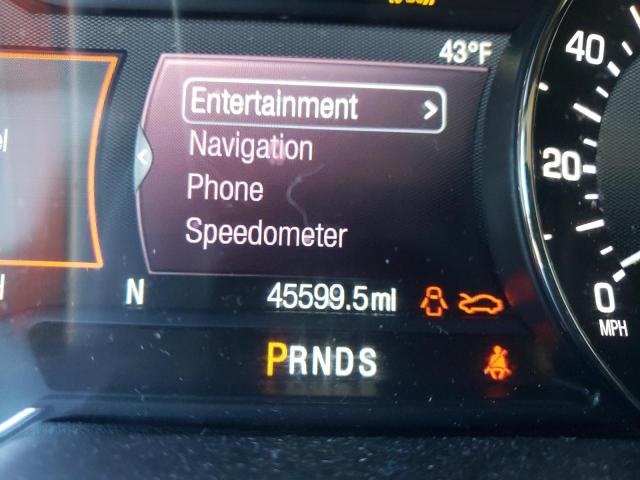 43°F
40
Entertainment >
Navigation
20
Phone
Speedometer
N 45599.5mi
0
MPH
PRNDS